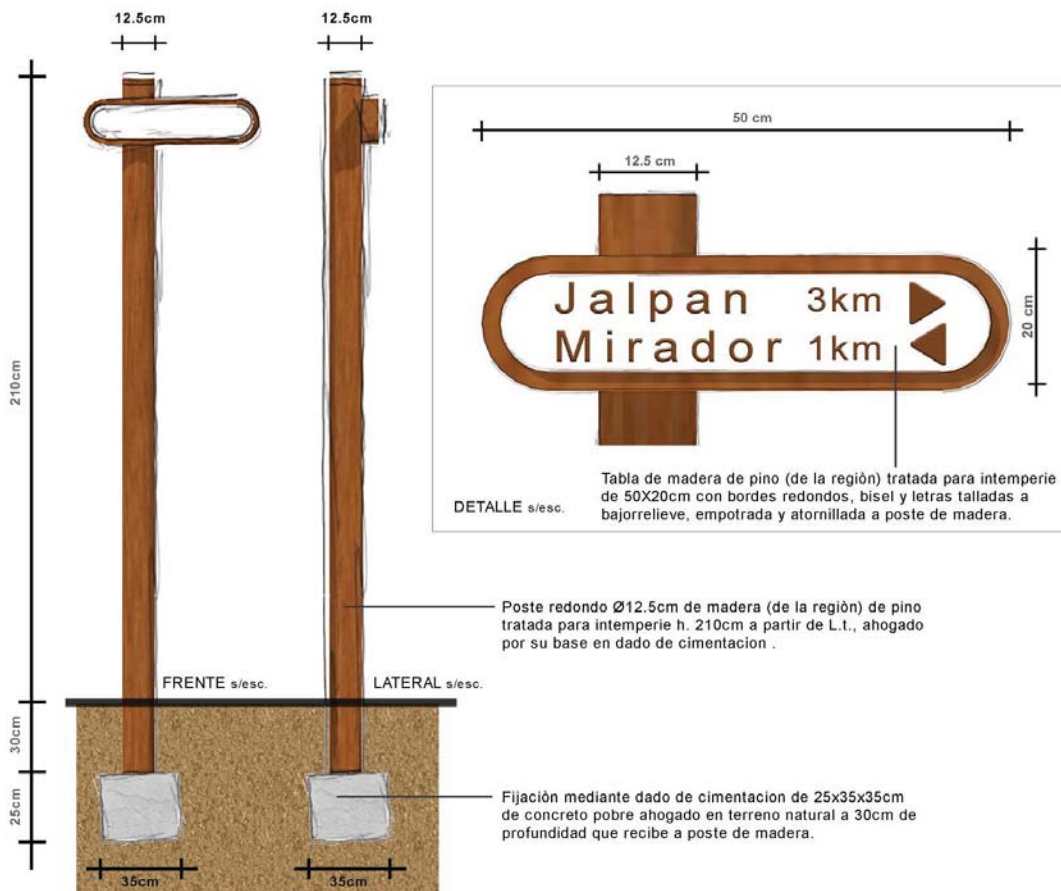 12.5cm
12.5cm
210cm
50 cm
12.5 cm
Jalpan 3km
Mirador 1km
20 cm
Tabla de madera de pino (de la regiòn) tratada para intemperie
de 50X20cm con bordes redondos, bisel y letras talladas a
bajorrelieve, empotrada y atornillada a poste de madera.
DETALLE s/esc.
Poste redondo Ø12.5cm de madera (de la regiòn) de pino
tratada para intemperie h. 210cm a partir de L.t., ahogado
por su base en dado de cimentacion .
FRENTE s/esc.
LATERAL s/esc.
30cm
25cm
Fijaciòn mediante dado de cimentacion de 25x35x35cm
de concreto pobre ahogado en terreno natural a 30cm de
profundidad que recibe a poste de madera.
35cm
35cm